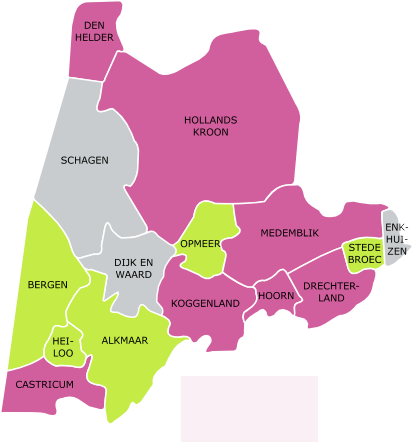 DEN
HELDER
HOLLANDS
KROON
SCHAGEN
ENK-
HUI-
ZEN
MEDEMBLIK
OPMEER
STEDE
BROEC
DIJK EN
WAARD
BERGEN
DRECHTER-
LAND
HOORN
KOGGENLAND
HEI-
LOO
ALKMAAR
CASTRICUM